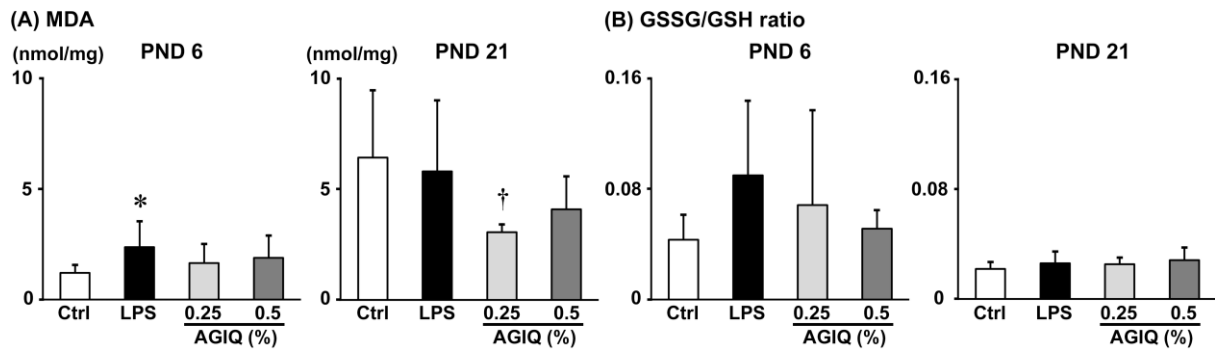 (A) MDA
(B) GSSG/GSH ratio
(nmol/mg) PND 6
(nmol/mg) PND 21
PND 6
PND 21
10
5
0
*
Ctrl LPS 0.25 0.5
AGIQ (%)
10
5
0
†
Ctrl LPS 0.25 0.5
AGIQ (%)
0.16
0.08
0
Ctrl LPS 0.25 0.5
AGIQ (%)
0.16
0.08
0
Ctrl LPS 0.25 0.5
AGIQ (%)